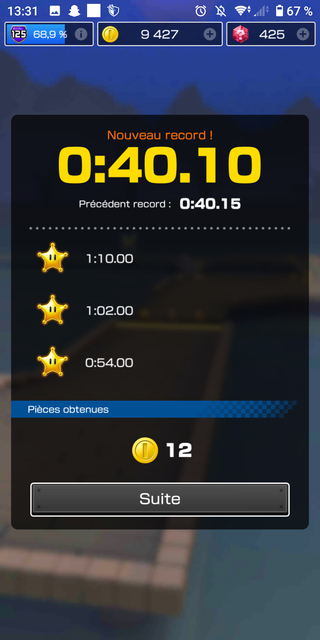 13:31 67 %
125 68,9 % i 9 427 + 425 +
Nouveau record !
0:40.10
Précédent record : 0:40.15
1:10.00
1:02.00
0:54.00
Pièces obtenues
12
Suite